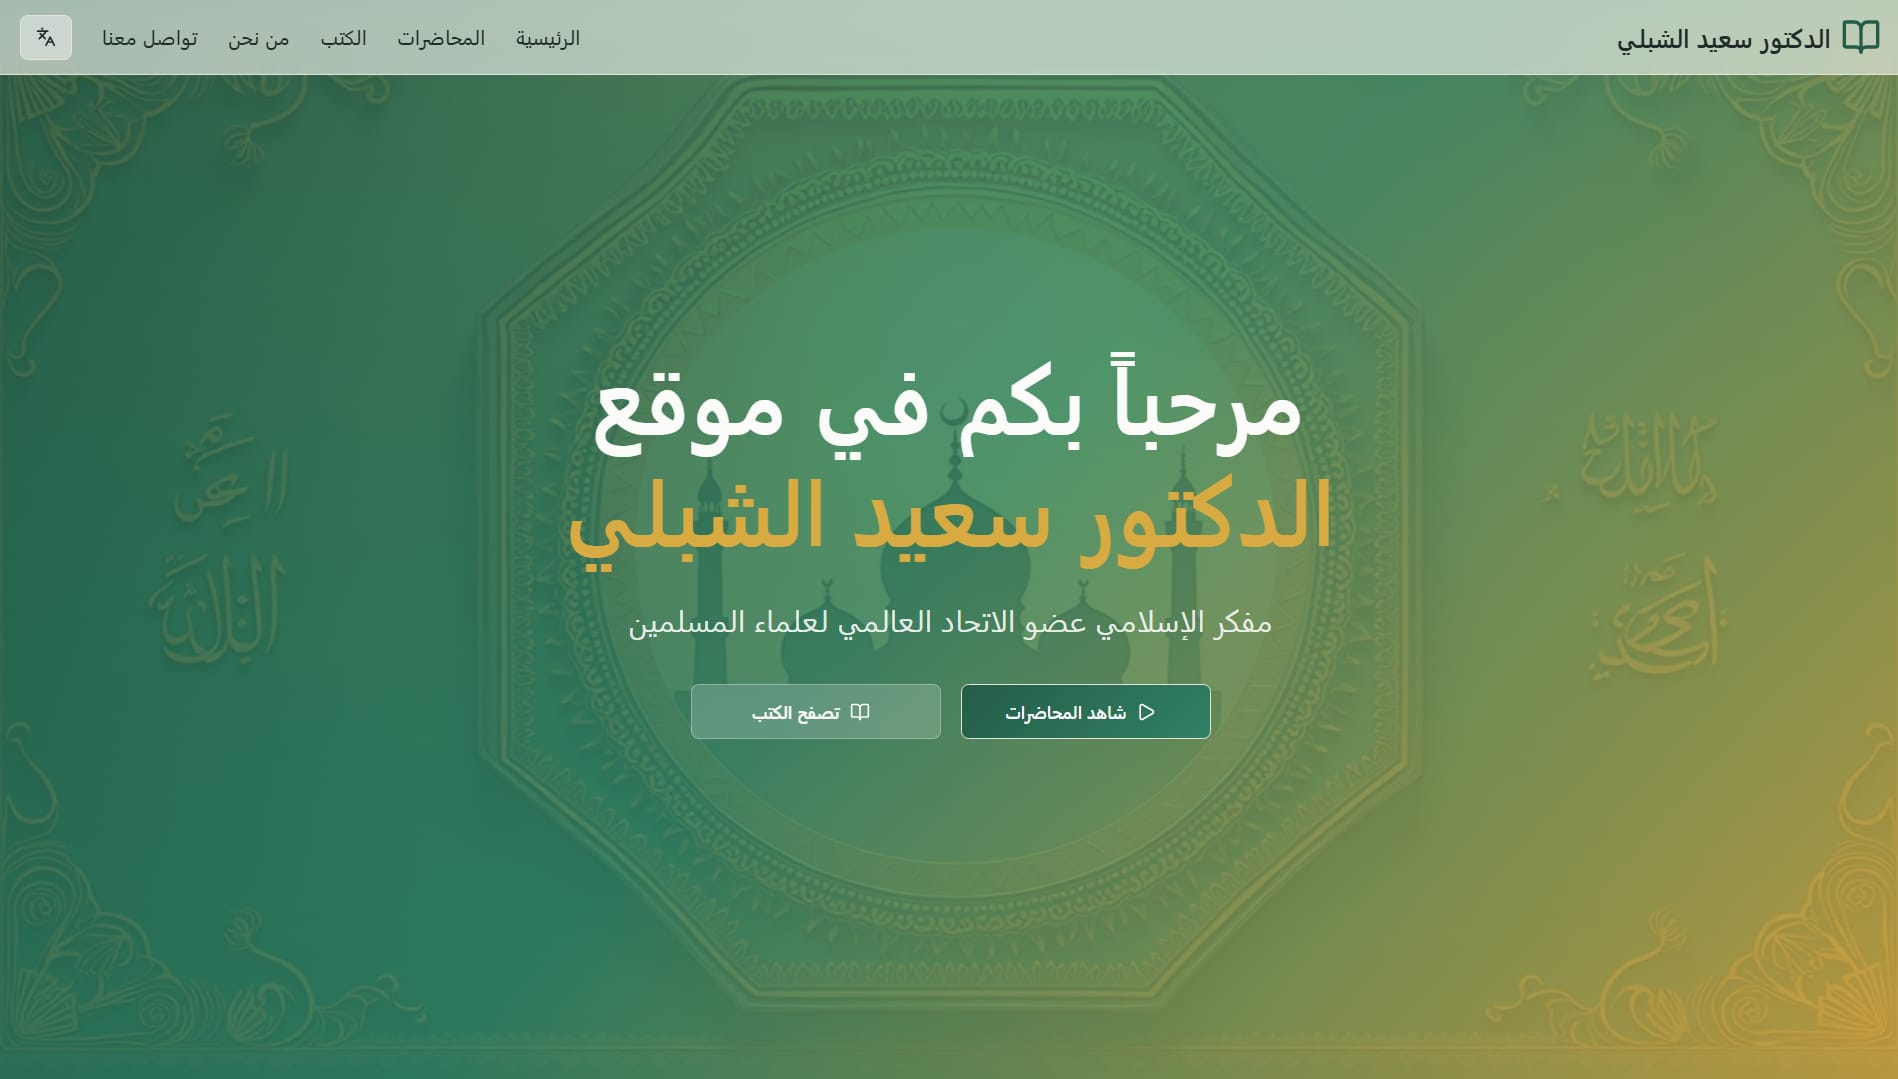 الدكتور سعيد الشبلي
الرئيسية
المحاضرات
الكتب
من نحن
تواصل معنا
مرحباً بكم في موقع
الدكتور سعيد الشبلي
مفكر الإسلامي عضو الاتحاد العالمي لعلماء المسلمين
شاهد المحاضرات
تصفح الكتب